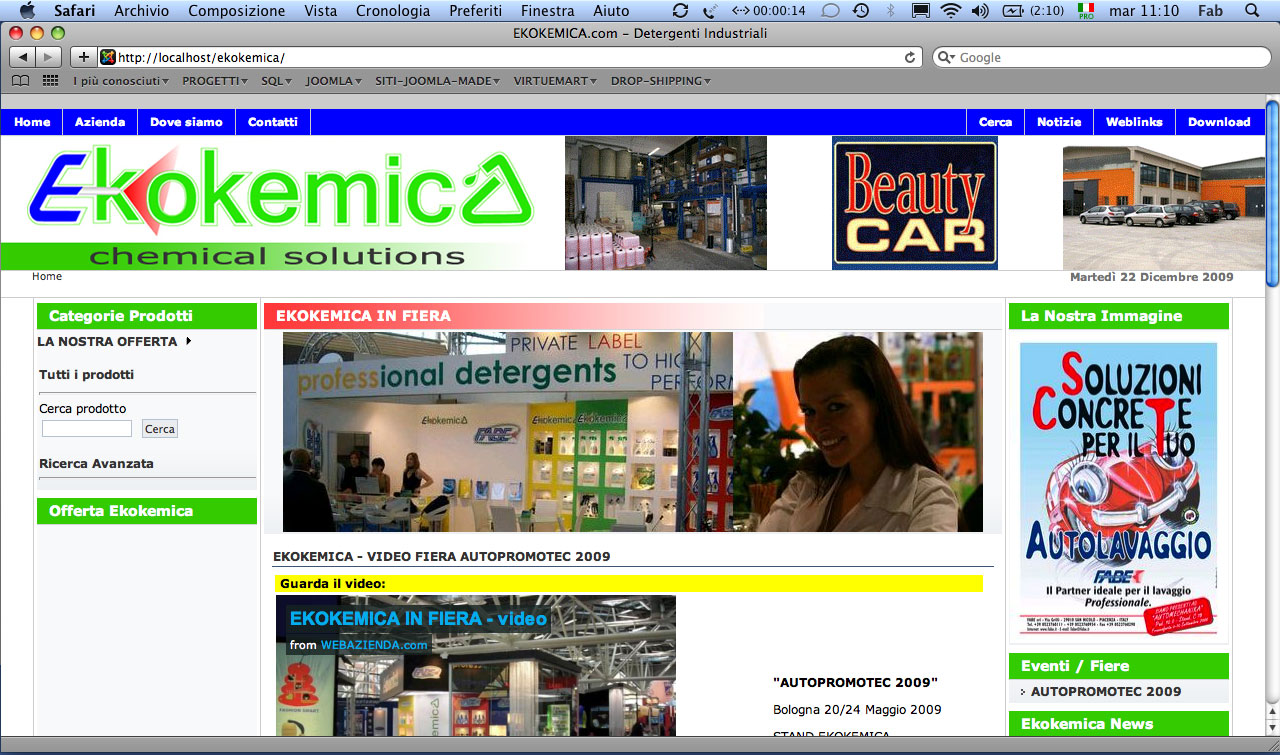 Safari Archivio Composizione Vista Cronologia Preferiti Finestra Aiuto 00:00:14 (2:10) PRO mar 11:10 Fab
EKOKEMICA.com – Detergenti Industriali
http://localhost/ekokemica/ Google
I più conosciuti PROGETTI SQL JOOMLA SITI-JOOMLA-MADE VIRTUEMART DROP-SHIPPING
Home Azienda Dove siamo Contatti Cerca Notizie Weblinks Download
Ekokemica
chemical solutions
Beauty
CAR
Home
Martedì 22 Dicembre 2009
Categorie Prodotti
LA NOSTRA OFFERTA
Tutti i prodotti
Cerca prodotto
Cerca
Ricerca Avanzata
Offerta Ekokemica
EKOKEMICA IN FIERA
PRIVATE LABEL
TO HIGH
PERFORM
professional detergents
Ekokemica
Ekokemica Ekokemica
FABE
EKOKEMICA - VIDEO FIERA AUTOPROMOTEC 2009
Guarda il video:
EKOKEMICA IN FIERA - video
from WEBAZIENDA.com
"AUTOPROMOTEC 2009"
Bologna 20/24 Maggio 2009
STAND EKOKEMICA
La Nostra Immagine
SOLUZIONI
CONCRETE
PER IL TUO
AUTOLAVAGGIO
FABE
Il Partner ideale per il lavaggio
Professionale.
Eventi / Fiere
AUTOPROMOTEC 2009
Ekokemica News